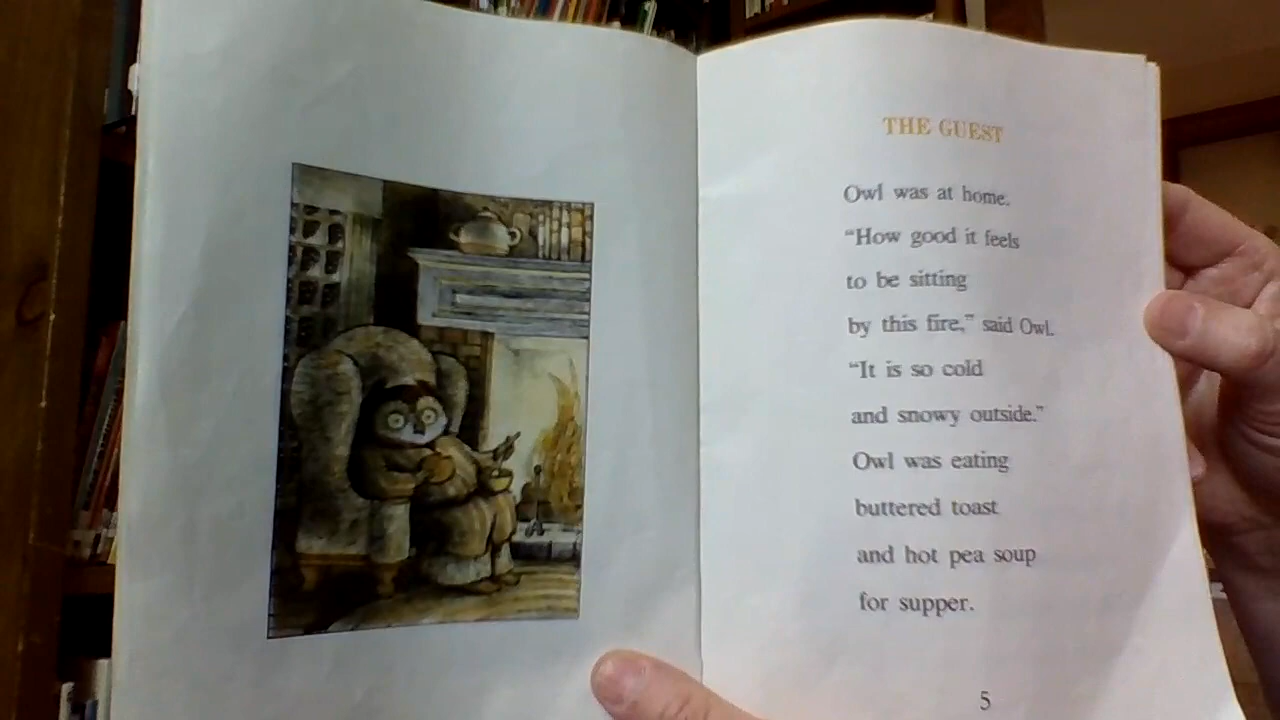 THE GUEST
Owl was at home.
“How good it feels
to be sitting
by this fire,” said Owl.
“It is so cold
and snowy outside.”
Owl was eating
buttered toast
and hot pea soup
for supper.
5